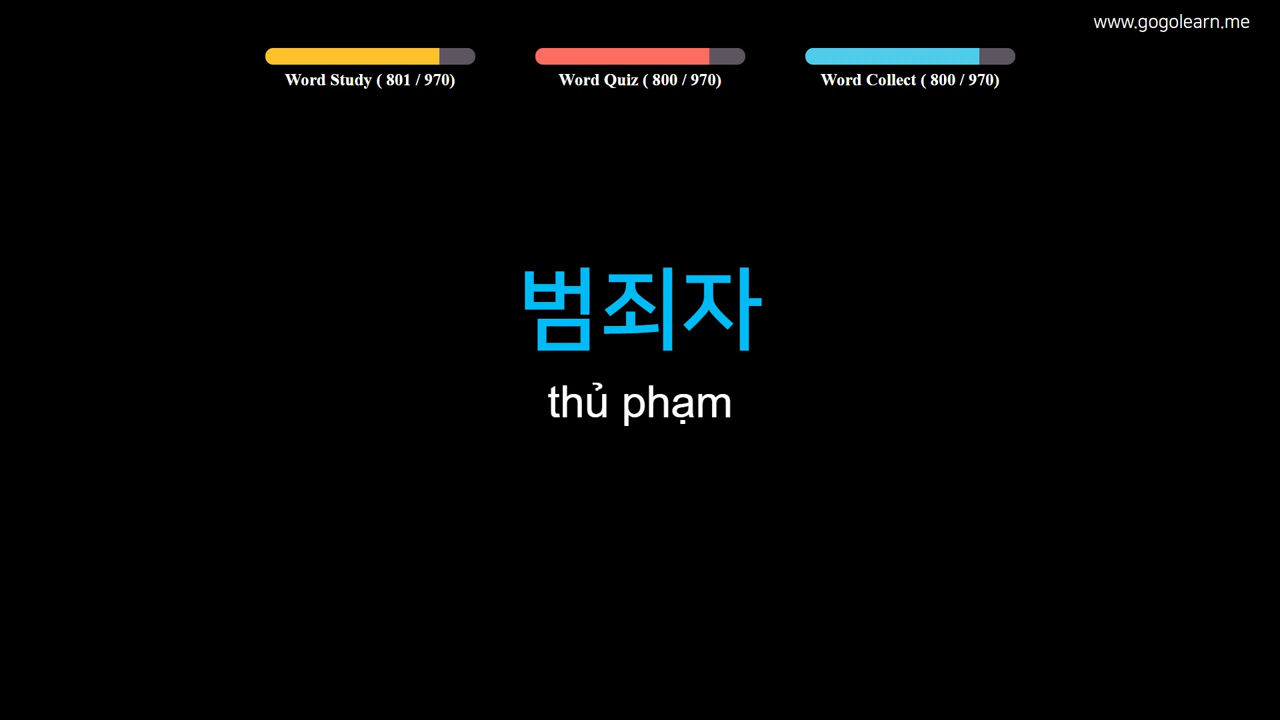 www.gogolearn.me
Word Study ( 801 / 970)
Word Quiz ( 800 / 970)
Word Collect ( 800 / 970)
범죄자
thủ phạm